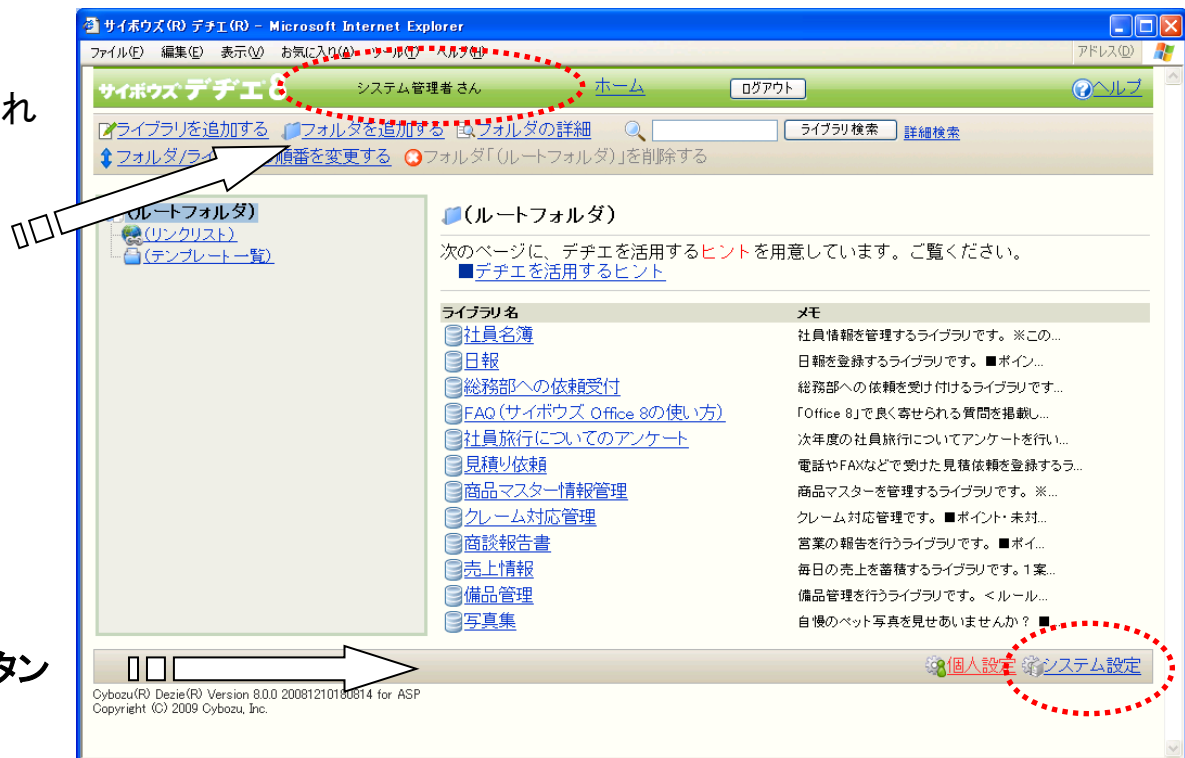 サイボウズ(R) デヂエ(R) - Microsoft Internet Explorer
ファイル(F) 編集(E) 表示(V) お気に入り(A) ツール(T) ヘルプ(H) アドレス(D)
サイボウズ デヂエ 8 システム管理者 さん ホーム ログアウト ヘルプ
れ
ライブラリを追加する フォルダを追加する フォルダの詳細 ライブラリ検索 詳細検索
フォルダ/ライ 順番を変更する フォルダ「(ルートフォルダ)」を削除する
(ルートフォルダ)
(リンクリスト)
(テンプレート一覧)
(ルートフォルダ)
次のページに、デヂエを活用するヒントを用意しています。ご覧ください。
■デヂエを活用するヒント
ライブラリ名 メモ
社員名簿 社員情報を管理するライブラリです。※この...
日報 日報を登録するライブラリです。■ポイン...
総務部への依頼受付 総務部への依頼を受け付けるライブラリです...
FAQ(サイボウズ Office 8の使い方) 「Office 8」で良く寄せられる質問を掲載し...
社員旅行についてのアンケート 次年度の社員旅行についてアンケートを行い...
見積り依頼 電話やFAXなどで受けた見積依頼を登録するラ...
商品マスター情報管理 商品マスターを管理するライブラリです。※...
クレーム対応管理 クレーム対応管理です。■ポイント・未対...
商談報告書 営業の報告を行うライブラリです。■ポイ...
売上情報 毎日の売上を蓄積するライブラリです。1案...
備品管理 備品管理を行うライブラリです。<ルール...
写真集 自慢のペット写真を見せあいませんか? ■...
タン
個人設定 システム設定
Cybozu(R) Dezie(R) Version 8.0.0 20081210180814 for ASP
Copyright (C) 2009 Cybozu, Inc.